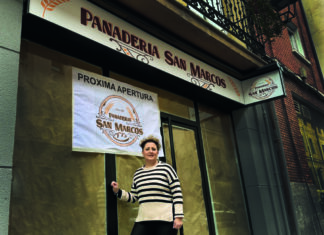 PANADERIA SAN MARCOS
PROXIMA APERTURA
PANADERIA
SAN MARCOS
SAN MARCOS